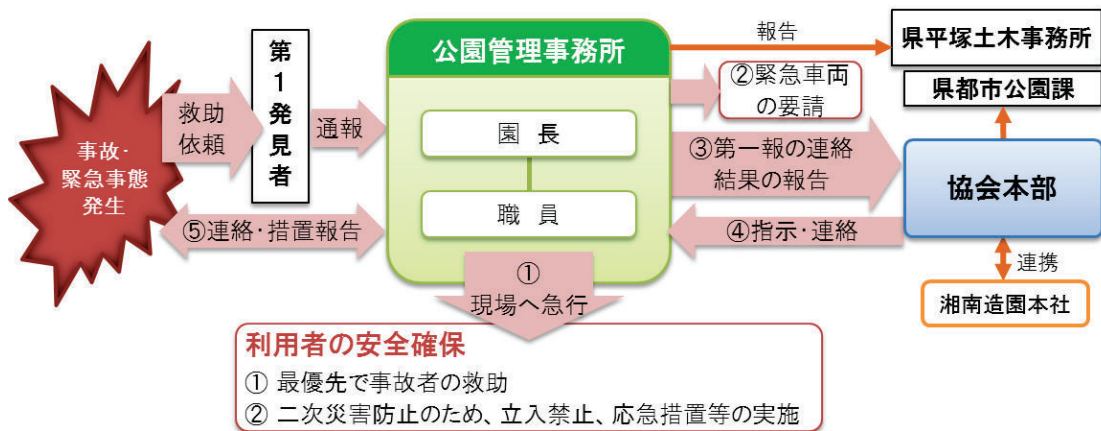 事故・
緊急事態
発生
救助
依頼
第1発見者
通報
⑤連絡・措置報告
公園管理事務所
園 長
職 員
①
現場へ急行
報告
県平塚土木事務所
②緊急車両
の要請
県都市公園課
③第一報の連絡
結果の報告
協会本部
④指示・連絡
連携
湘南造園本社
利用者の安全確保
① 最優先で事故者の救助
② 二次災害防止のため、立入禁止、応急措置等の実施